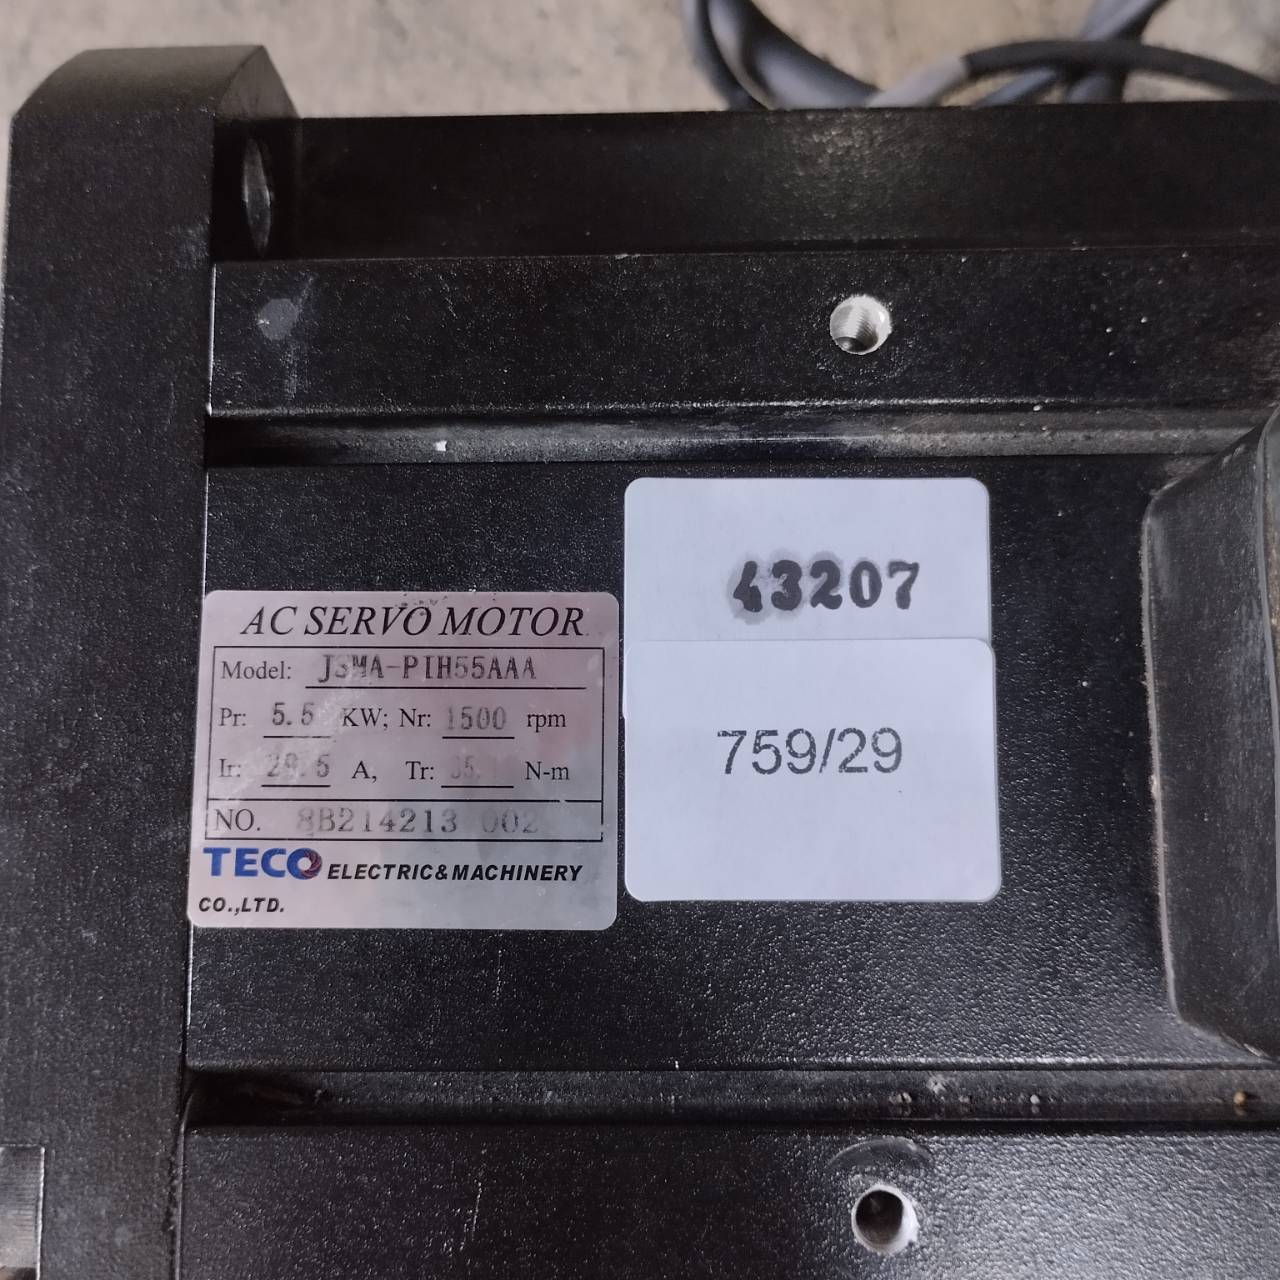 AC SERVO MOTOR
Model: JSMA-PIH55AAA
Pr: 5.5 KW; Nr: 1500 rpm
Ir: A, Tr: N-m
NO. 8B214213 002
TECO ELECTRIC&MACHINERY
CO.,LTD.
43207
759/29